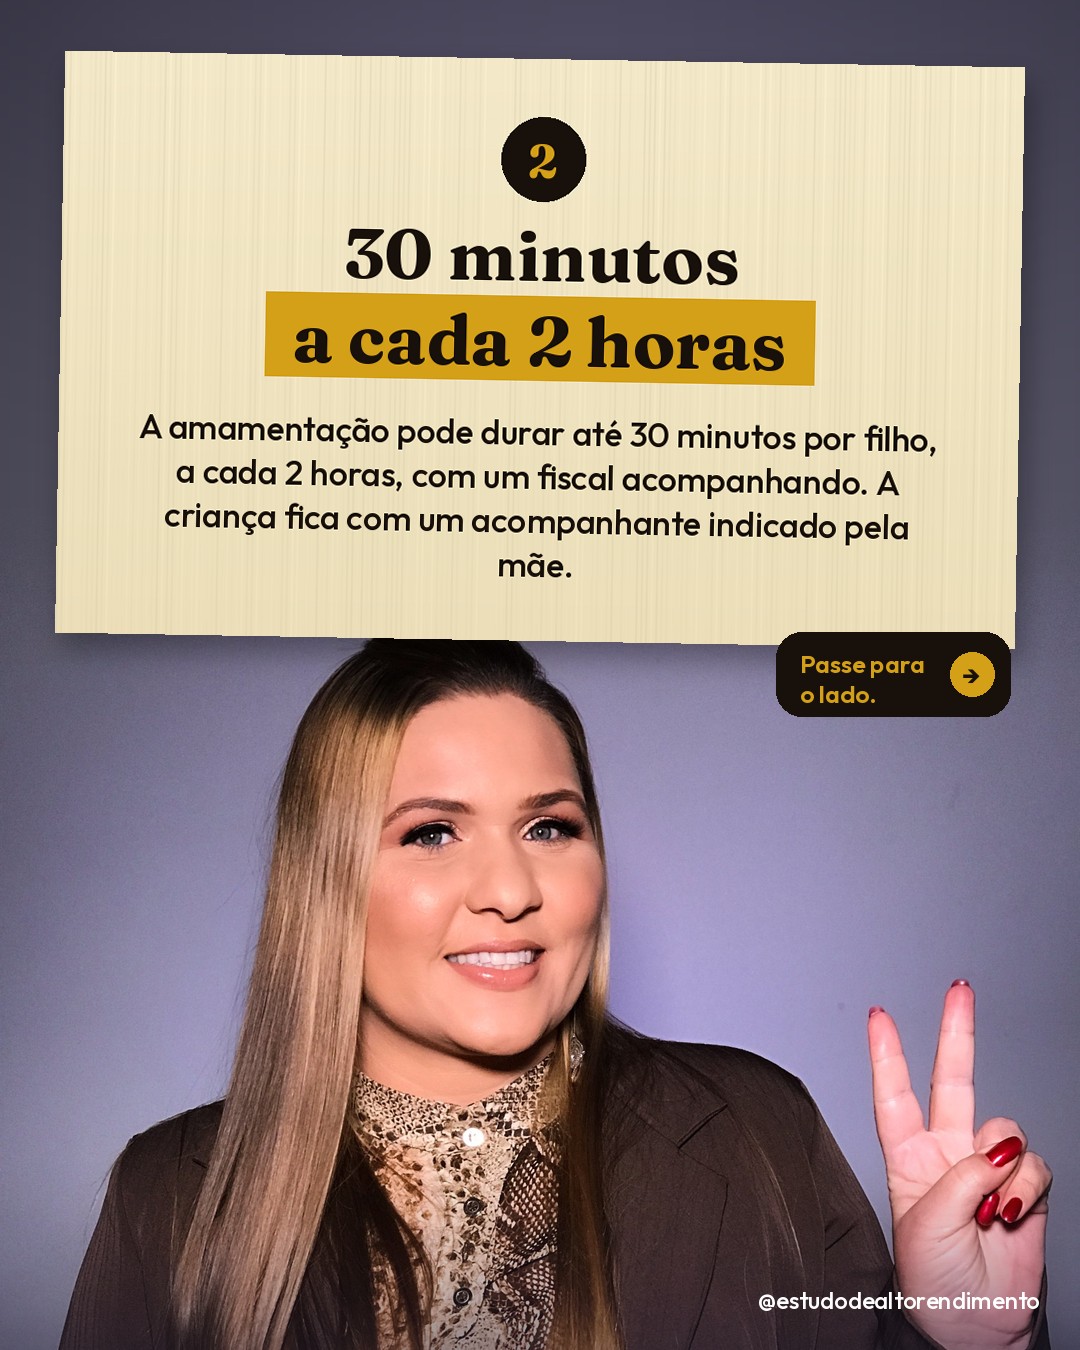 2
30 minutos
a cada 2 horas
A amamentação pode durar até 30 minutos por filho,
a cada 2 horas, com um fiscal acompanhando. A
criança fica com um acompanhante indicado pela
mãe.
Passe para
o lado.
@estudodealtorendimento